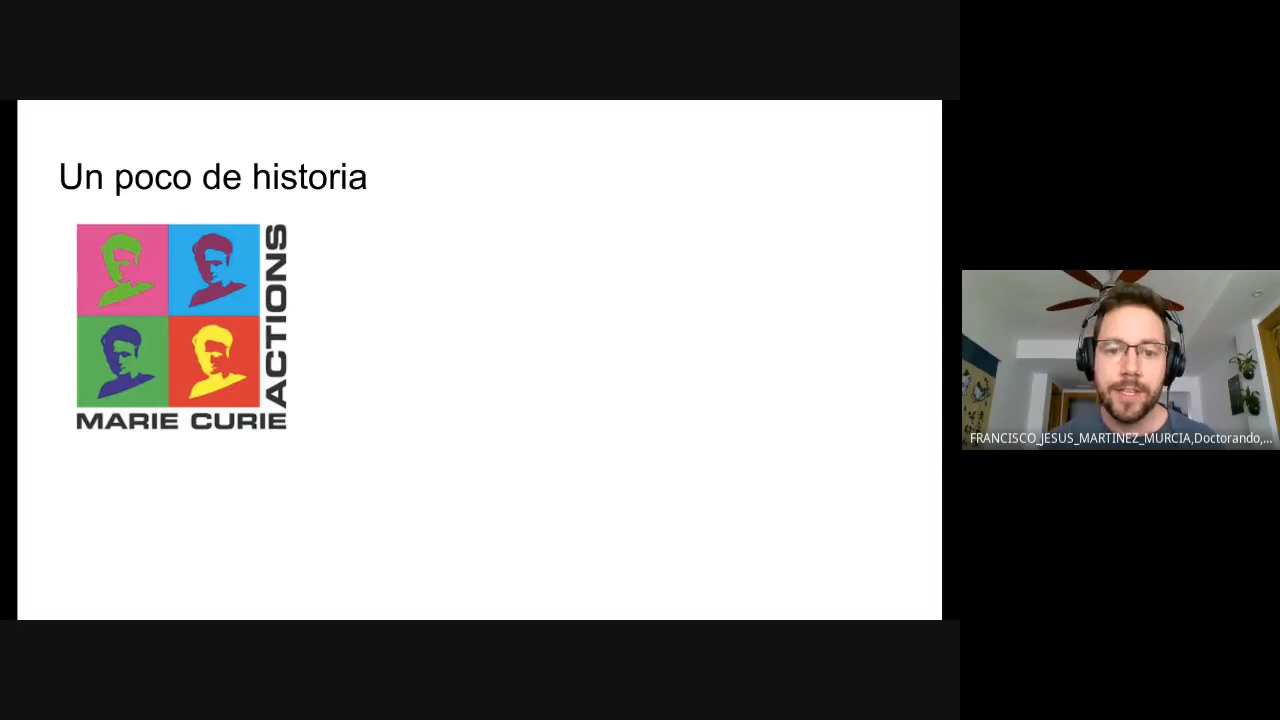 Un poco de historia
ACTIONS
MARIE CURIE
FRANCISCO_JESUS_MARTINEZ_MURCIA,Doctorando,...